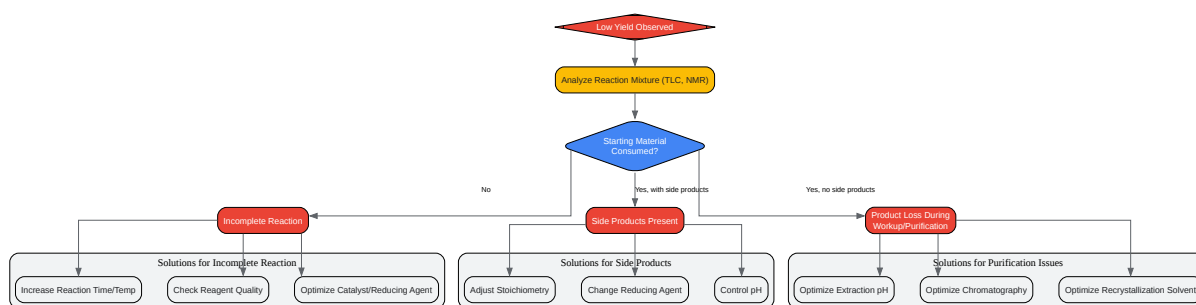 Low Yield Observed
Analyze Reaction Mixture (TLC, NMR)
Starting Material
Consumed?
No
Yes, with side products
Yes, no side products
Incomplete Reaction
Side Products Present
Product Loss During
Workup/Purification
Solutions for Incomplete Reaction
Solutions for Side Products
Solutions for Purification Issues
Increase Reaction Time/Temp
Check Reagent Quality
Optimize Catalyst/Reducing Agent
Adjust Stoichiometry
Change Reducing Agent
Control pH
Optimize Extraction pH
Optimize Chromatography
Optimize Recrystallization Solvent